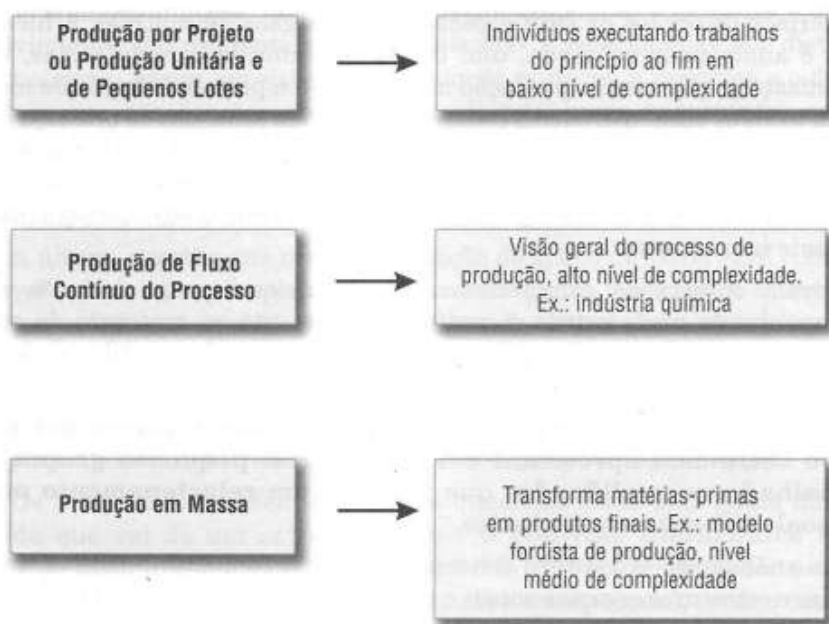 Produção por Projeto
ou Produção Unitária e
de Pequenos Lotes
Indivíduos executando trabalhos
do princípio ao fim em
baixo nível de complexidade
Produção de Fluxo
Contínuo do Processo
Visão geral do processo de
produção, alto nível de complexidade.
Ex.: indústria química
Produção em Massa
Transforma matérias-primas
em produtos finais. Ex.: modelo
fordista de produção, nível
médio de complexidade